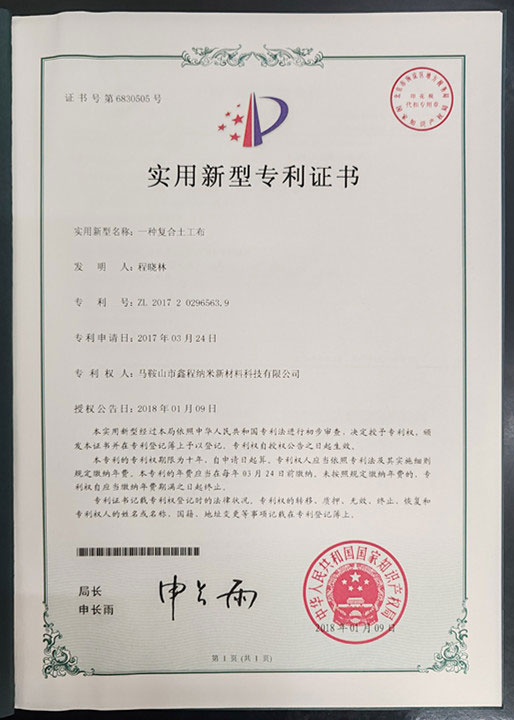 证书号第6830505号
印花税
代扣专用章
实用新型专利证书
实用新型名称：一种复合土工布
发 明 人：程晓林
专 利 号：ZL 2017 2 0296563.9
专利申请日：2017年03月24日
专 利 权 人：马鞍山市鑫程纳米新材料科技有限公司
授权公告日：2018年01月09日
本实用新型经过本局依照中华人民共和国专利法进行初步审查，决定授予专利权，颁
发本证书并在专利登记簿上予以登记。专利权自授权公告之日起生效。
本专利的专利权期限为十年，自申请日起算。专利权人应当依照专利法及其实施细则
规定缴纳年费。本专利的年费应当在每年03月24日前缴纳。未按照规定缴纳年费的，专利
权自应当缴纳年费期满之日起终止。
专利证书记载专利权登记时的法律状况。专利权的转移、质押、无效、终止、恢复和
专利权人的姓名或名称、国籍、地址变更等事项记载在专利登记簿上。
局长
申长雨
申长雨
中华人民共和国国家知识产权局
2018年01月09日
第1页(共1页)